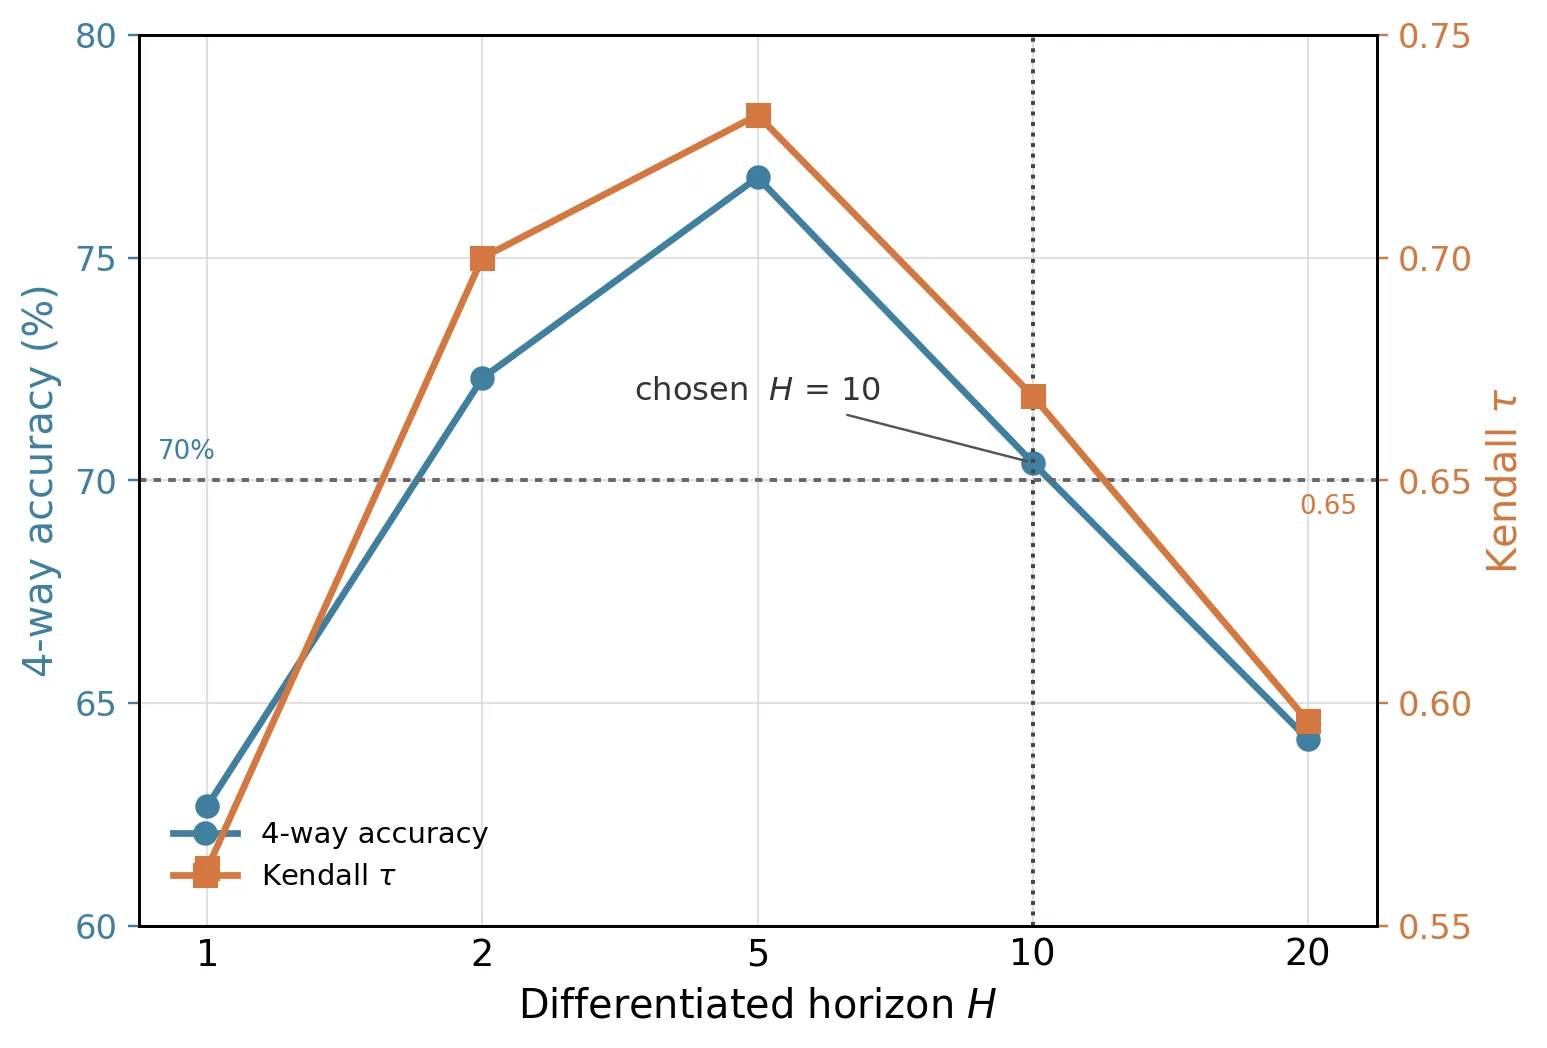 80
75
70
65
60
4-way accuracy (%)
0.75
0.70
0.65
0.60
0.55
Kendall τ
chosen H = 10
70%
0.65
4-way accuracy
Kendall τ
1 2 5 10 20
Differentiated horizon H